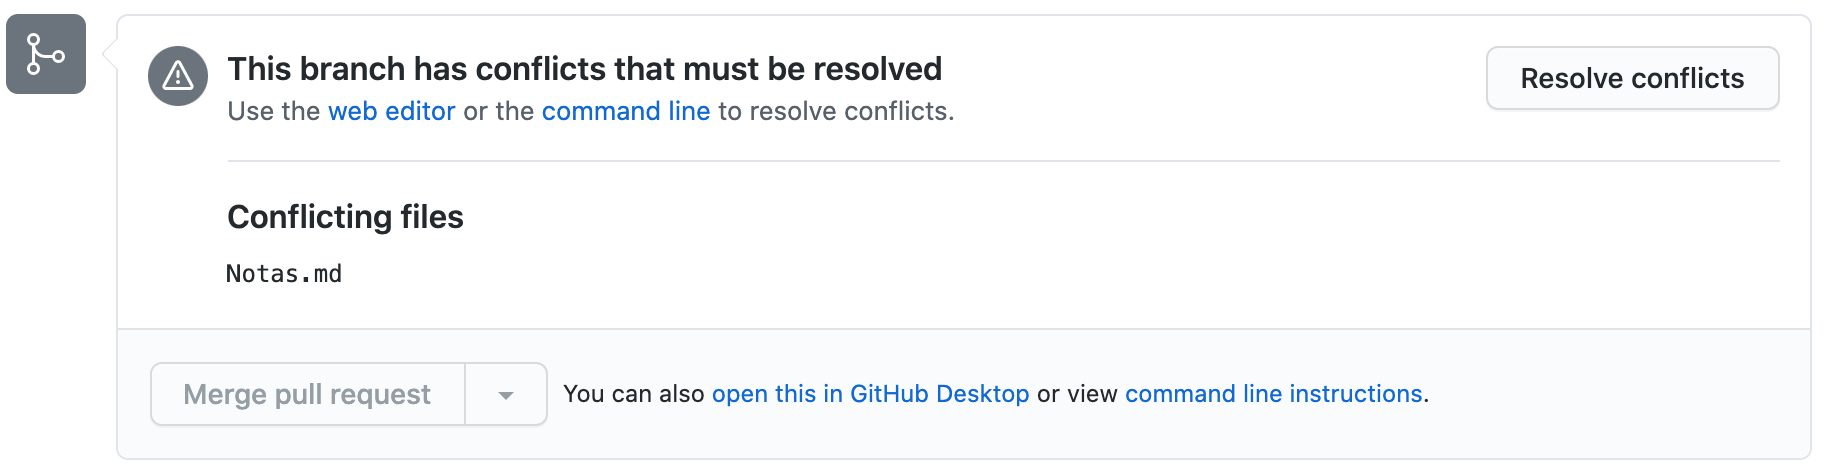 This branch has conflicts that must be resolved
Resolve conflicts
Use the web editor or the command line to resolve conflicts.
Conflicting files
Notas.md
Merge pull request
You can also open this in GitHub Desktop or view command line instructions.